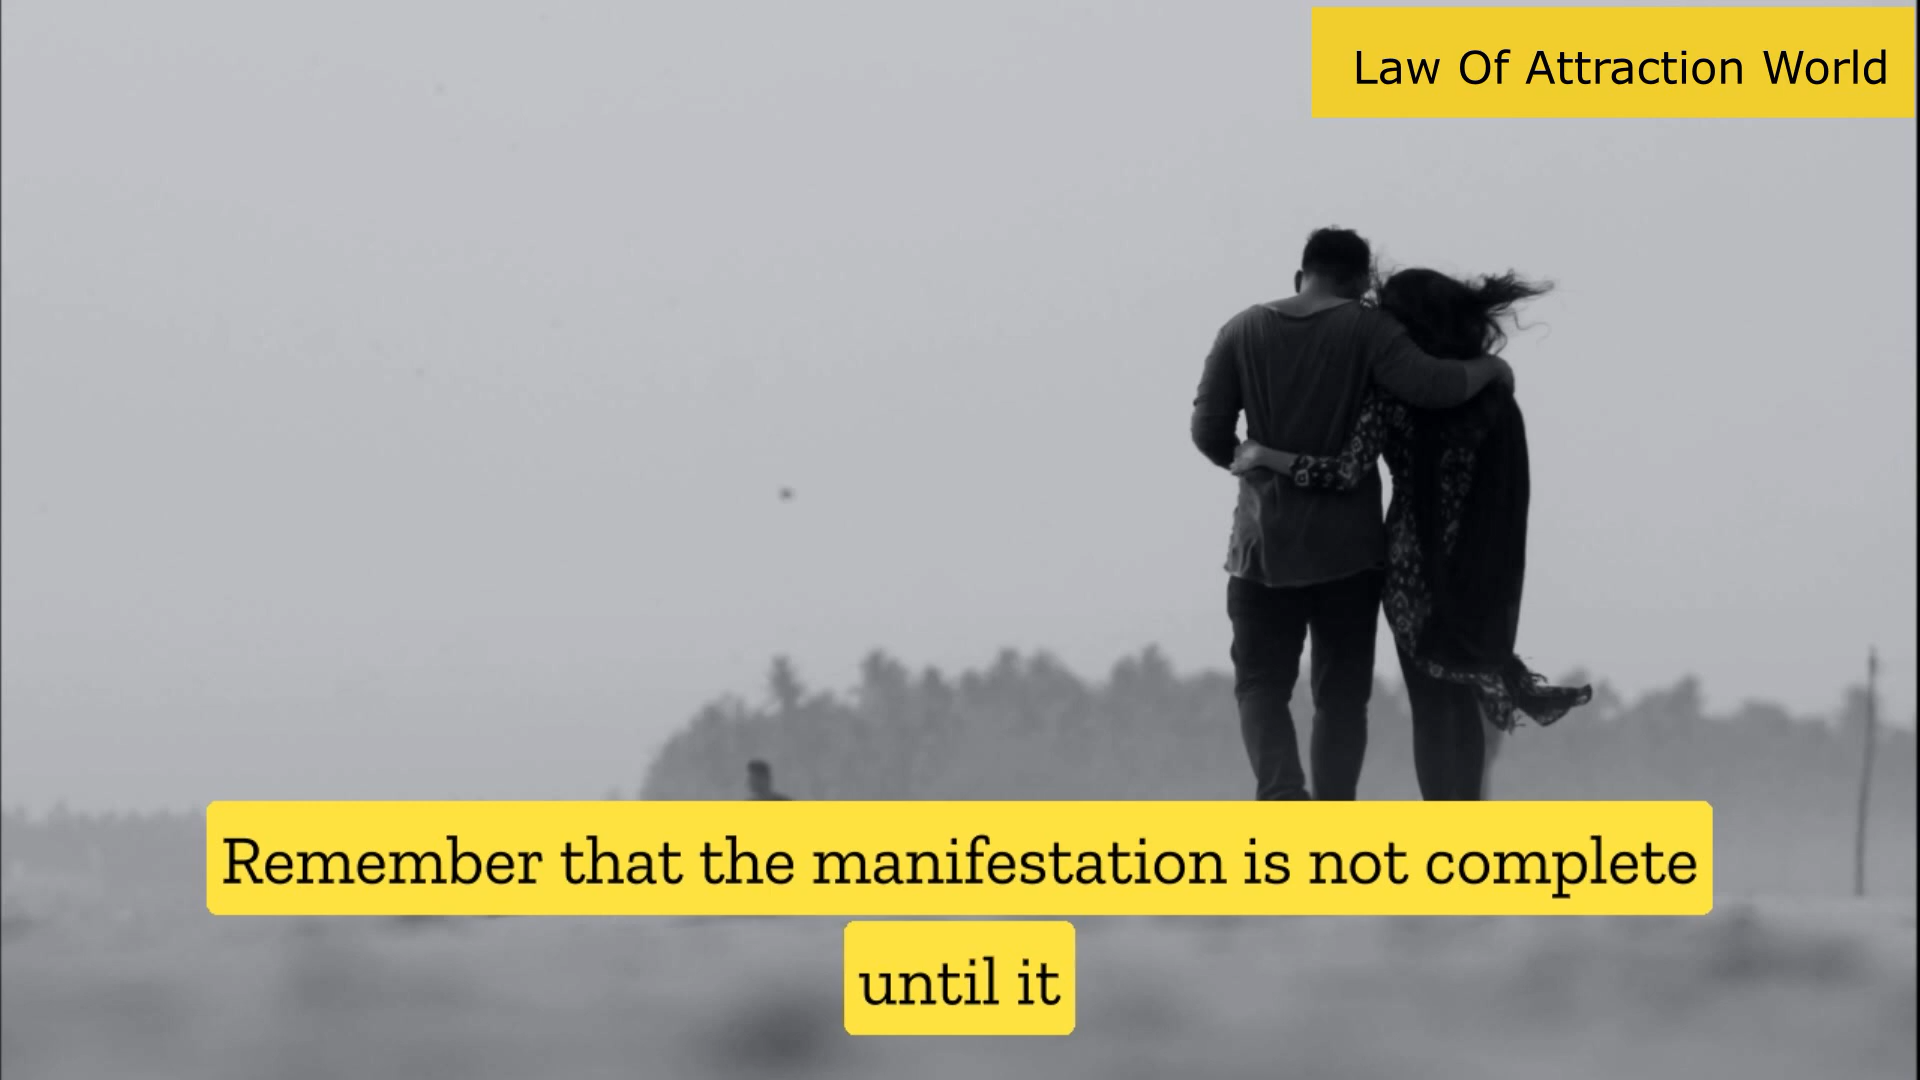 Law Of Attraction World
Remember that the manifestation is not complete
until it